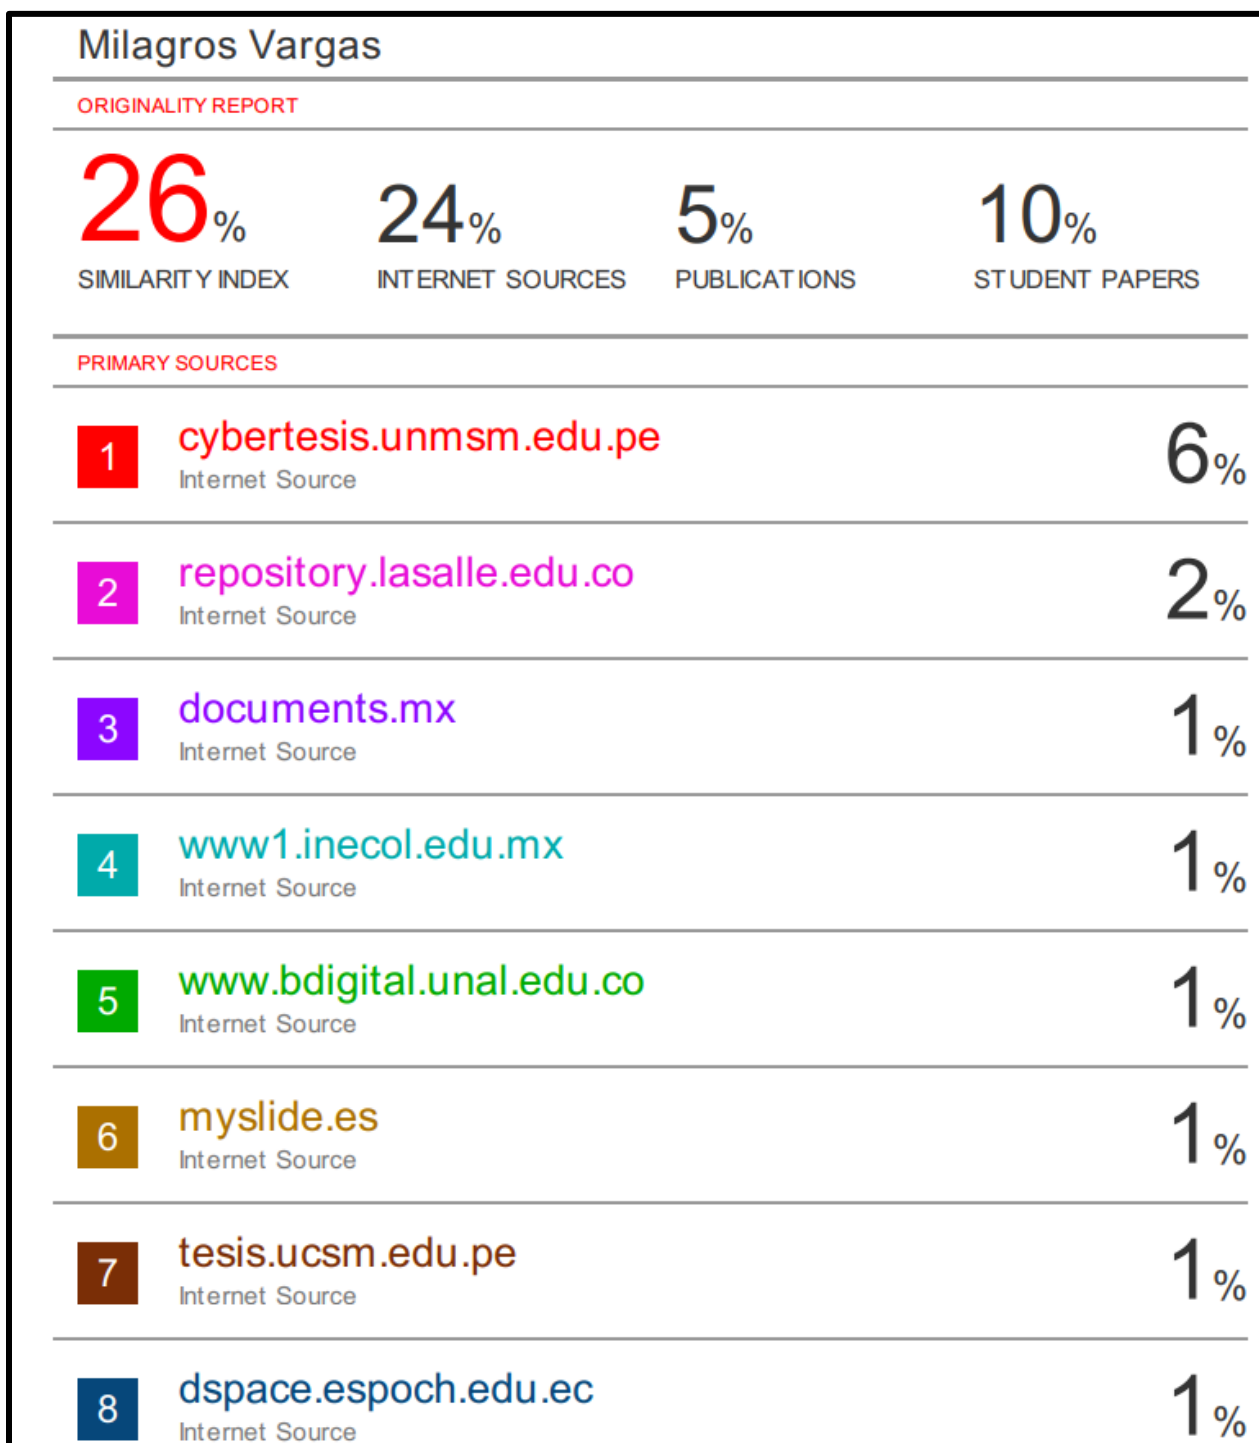 Milagros Vargas
ORIGINALITY REPORT
26% 24% 5% 10%
SIMILARITY INDEX INTERNET SOURCES PUBLICATIONS STUDENT PAPERS
PRIMARY SOURCES
1 cybertesis.unmsm.edu.pe 6%
Internet Source
2 repository.lasalle.edu.co 2%
Internet Source
3 documents.mx 1%
Internet Source
4 www1.inecol.edu.mx 1%
Internet Source
5 www.bdigital.unal.edu.co 1%
Internet Source
6 myslide.es 1%
Internet Source
7 tesis.ucsm.edu.pe 1%
Internet Source
8 dspace.espoch.edu.ec 1%
Internet Source